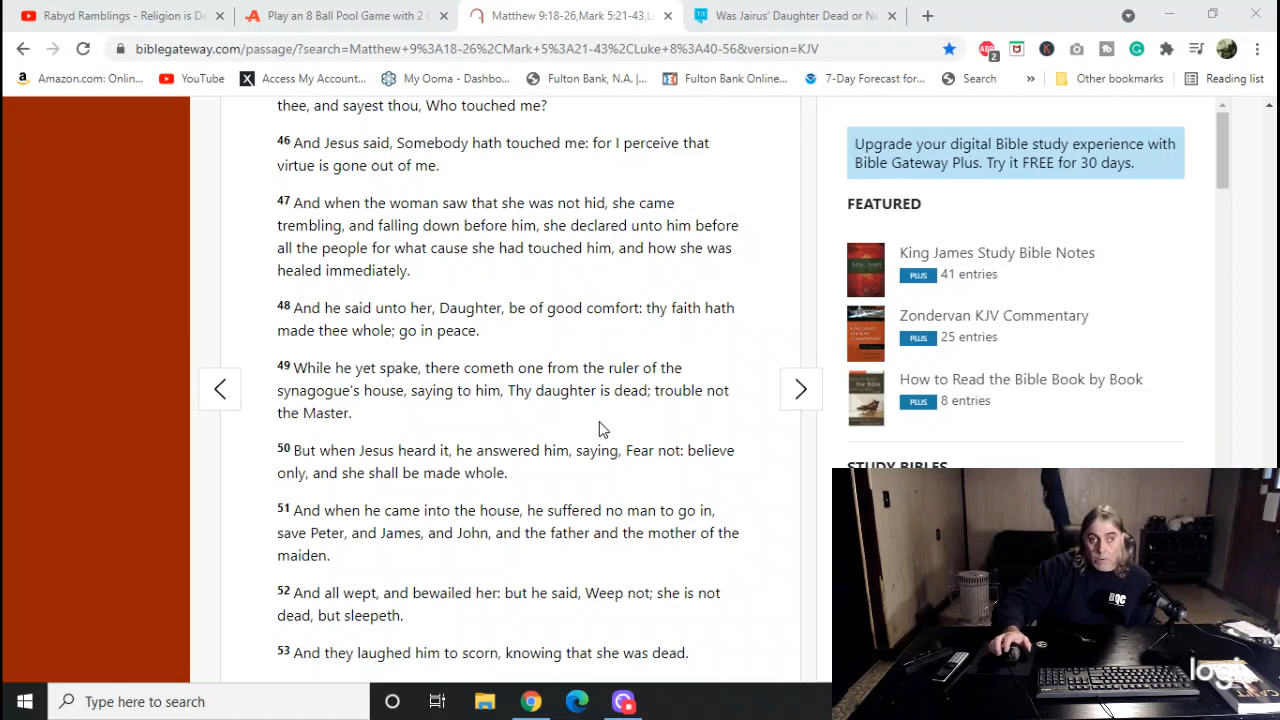 Rabyd Ramblings - Religion is De
Play an 8 Ball Pool Game with 2 C
Matthew 9:18-26,Mark 5:21-43,Lu
Was Jairus' Daughter Dead or Ne
biblegateway.com/passage/?search=Matthew+9%3A18-26%2CMark+5%3A21-43%2CLuke+8%3A40-56&version=KJV
ABP
2
Amazon.com: Onlin...
YouTube
Access My Account...
My Ooma - Dashbo...
Fulton Bank, N.A. |...
Fulton Bank Online...
7-Day Forecast for...
Search
»
Other bookmarks
Reading list
thee, and sayest thou, Who touched me?
46 And Jesus said, Somebody hath touched me: for I perceive that
virtue is gone out of me.
47 And when the woman saw that she was not hid, she came
trembling, and falling down before him, she declared unto him before
all the people for what cause she had touched him, and how she was
healed immediately.
48 And he said unto her, Daughter, be of good comfort: thy faith hath
made thee whole; go in peace.
49 While he yet spake, there cometh one from the ruler of the
synagogue's house, saying to him, Thy daughter is dead; trouble not
the Master.
50 But when Jesus heard it, he answered him, saying, Fear not: believe
only, and she shall be made whole.
51 And when he came into the house, he suffered no man to go in,
save Peter, and James, and John, and the father and the mother of the
maiden.
52 And all wept, and bewailed her: but he said, Weep not; she is not
dead, but sleepeth.
53 And they laughed him to scorn, knowing that she was dead.
Upgrade your digital Bible study experience with
Bible Gateway Plus. Try it FREE for 30 days.
FEATURED
King James Study Bible Notes
PLUS 41 entries
Zondervan KJV Commentary
PLUS 25 entries
How to Read the Bible Book by Book
PLUS 8 entries
STUDY BIBLES
logi
Type here to search